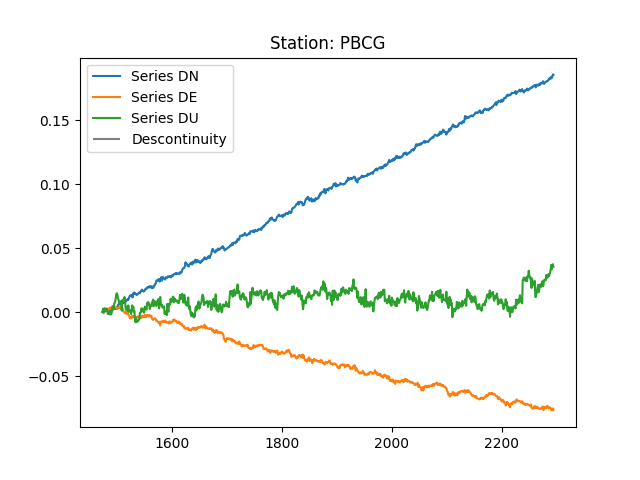 Station: PBCG
Series DN
Series DE
Series DU
Descontinuity
0.15
0.10
0.05
0.00
−0.05
1600 1800 2000 2200